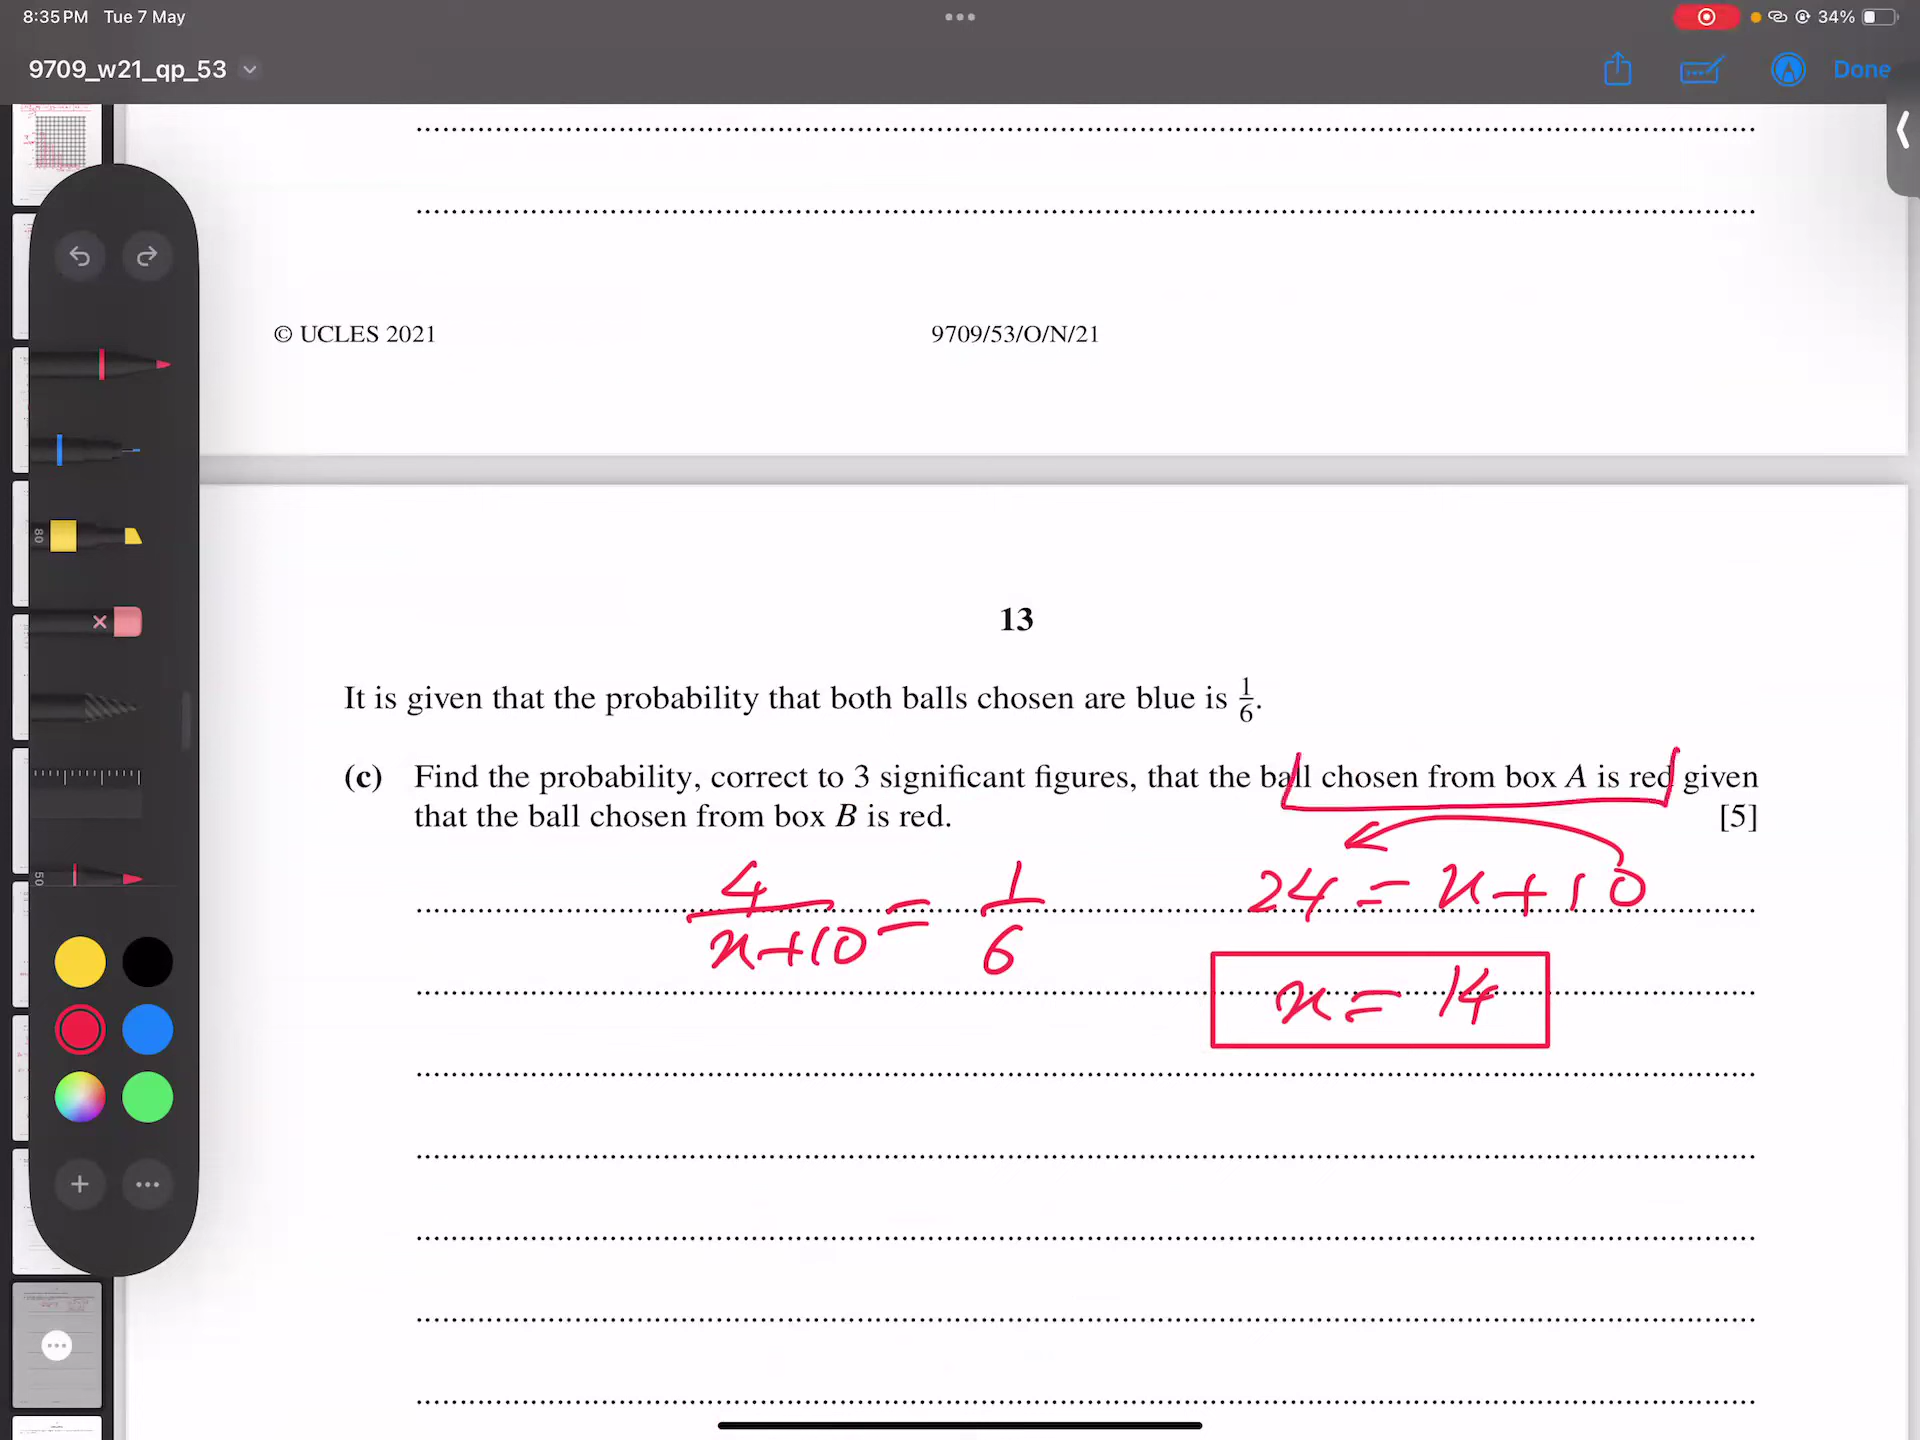 8:35 PM Tue 7 May
34%
9709_w21_qp_53
Done
© UCLES 2021
9709/53/O/N/21
13
It is given that the probability that both balls chosen are blue is 1/6.
(c) Find the probability, correct to 3 significant figures, that the ball chosen from box A is red given
that the ball chosen from box B is red.
[5]
4/(x+10) = 1/6
24 = x+10
x = 14
80
50